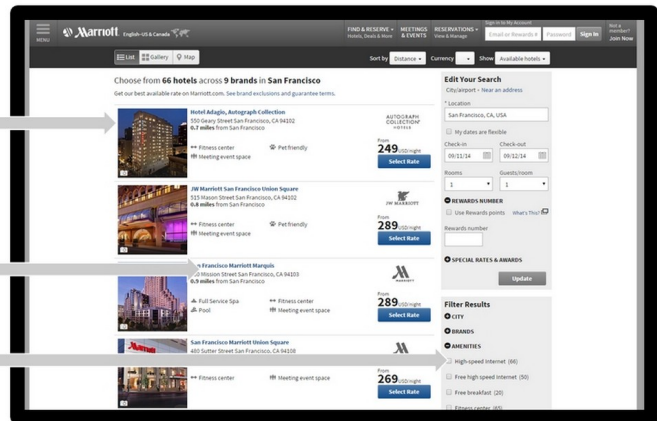 MENU
Marriott. English-US & Canada
FIND & RESERVE
Hotels, Deals & More
MEETINGS
& EVENTS
RESERVATIONS
View & Manage
Sign In to My Account
Email or Rewards #
Password
Sign In
Not a
member?
Join Now
List
Gallery
Map
Sort by
Distance
Currency
Show
Available hotels
Choose from 66 hotels across 9 brands in San Francisco
Get our best available rate on Marriott.com. See brand exclusions and guarantee terms.
Hotel Adagio, Autograph Collection
550 Geary Street San Francisco, CA 94102
0.7 miles from San Francisco
Fitness center
Pet friendly
Meeting event space
AUTOGRAPH
COLLECTION
HOTELS
From
249 USD/night
Select Rate
JW Marriott San Francisco Union Square
515 Mason Street San Francisco, CA 94102
0.8 miles from San Francisco
Fitness center
Pet friendly
Meeting event space
JW MARRIOTT
From
289 USD/night
Select Rate
Francisco Marriott Marquis
Mission Street San Francisco, CA 94103
0.9 miles from San Francisco
Full Service Spa
Fitness center
Pool
Meeting event space
MARRIOTT
From
289 USD/night
Select Rate
San Francisco Marriott Union Square
480 Sutter Street San Francisco, CA 94108
Fitness center
Meeting event space
From
269 USD/night
Select Rate
Edit Your Search
City/airport - Near an address
* Location
San Francisco, CA, USA
My dates are flexible
Check-in
Check-out
09/11/14
09/12/14
Rooms
Guests/room
1
1
REWARDS NUMBER
Use Rewards points
What's This?
Rewards number
SPECIAL RATES & AWARDS
Update
Filter Results
CITY
BRANDS
AMENITIES
High-speed Internet (66)
Free high speed Internet (50)
Free breakfast (20)
Fitness center (65)